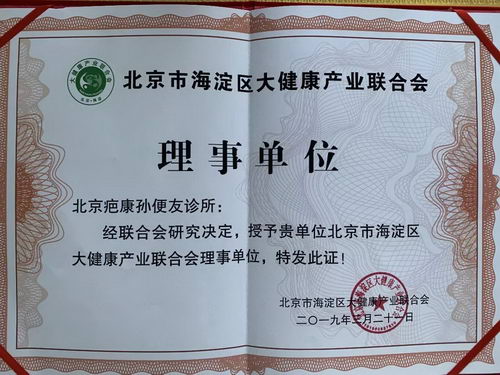 北京市海淀区大健康产业联合会
理事单位
北京疤康孙便友诊所：
经联合会研究决定，授予贵单位北京市海淀区
大健康产业联合会理事单位，特发此证！
北京市海淀区大健康产业联合会